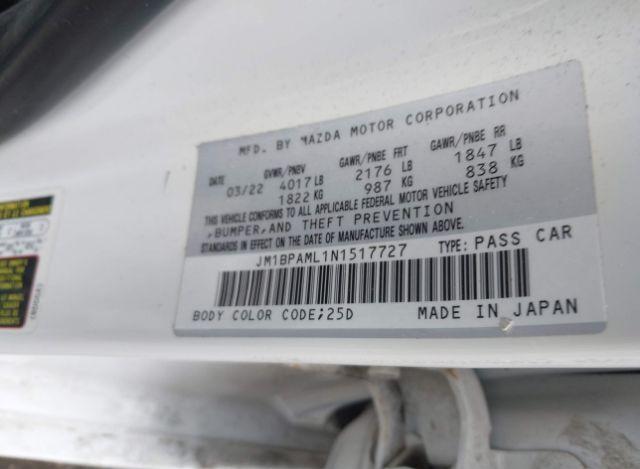 MFD. BY MAZDA MOTOR CORPORATION
DATE GVWR/PNBV GAWR/PNBE FRT GAWR/PNBE RR
03/22 4017 LB 2176 LB 1847 LB
1822 KG 987 KG 838 KG
THIS VEHICLE CONFORMS TO ALL APPLICABLE FEDERAL MOTOR VEHICLE SAFETY
,BUMPER,AND THEFT PREVENTION
STANDARDS IN EFFECT ON THE DATE OF MANUFACTURE SHOWN ABOVE.
JM1BPAML1N1517727 TYPE: PASS CAR
BODY COLOR CODE;25D MADE IN JAPAN